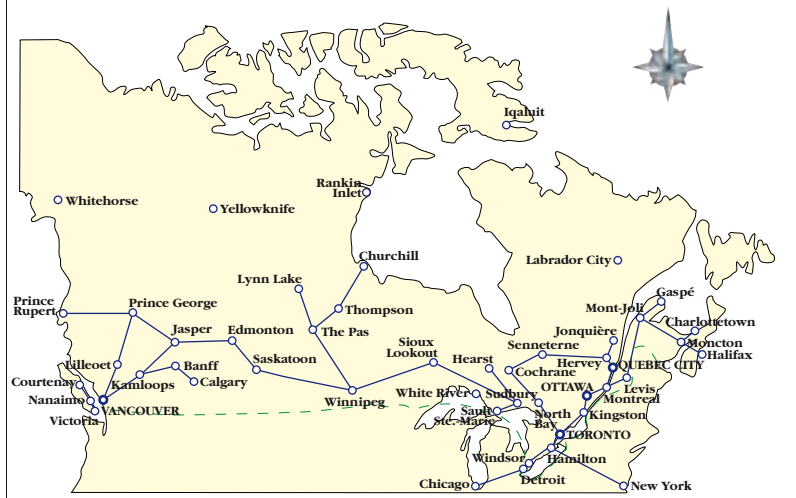 Iqaluit
Rankin
Inlet
Whitehorse
Yellowknife
Churchill
Labrador City
Lynn Lake
Gaspé
Prince
Rupert
Prince George
Thompson
Mont-Joli
Charlottetown
Jasper
Edmonton
The Pas
Jonquière
Sioux
Lookout
Senneterne
Moncton
Halifax
Saskatoon
Hearst
Hervey
QUEBEC CITY
Lilleoet
Banff
Cochrane
Courtenay
Kamloops
Calgary
OTTAWA
Levis
Nanaimo
White River
Sudbury
Montreal
VANCOUVER
Winnipeg
Sault
Ste.-Marie
North
Bay
Kingston
Victoria
TORONTO
Windsor
Hamilton
Chicago
Detroit
New York